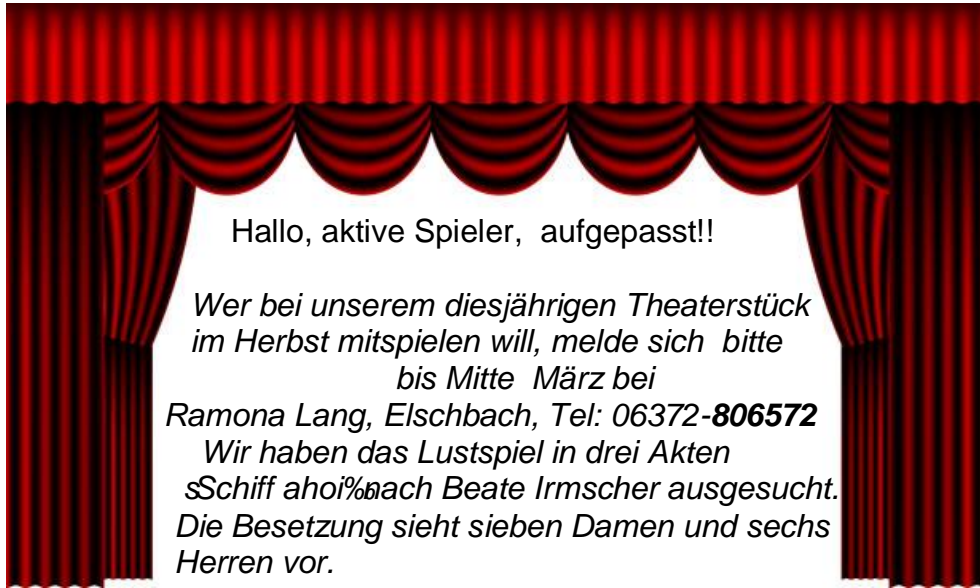 Hallo, aktive Spieler, aufgepasst!!
Wer bei unserem diesjährigen Theaterstück
im Herbst mitspielen will, melde sich bitte
bis Mitte März bei
Ramona Lang, Elschbach, Tel: 06372-806572
Wir haben das Lustspiel in drei Akten
sSchiff ahoi% nach Beate Irmscher ausgesucht.
Die Besetzung sieht sieben Damen und sechs
Herren vor.